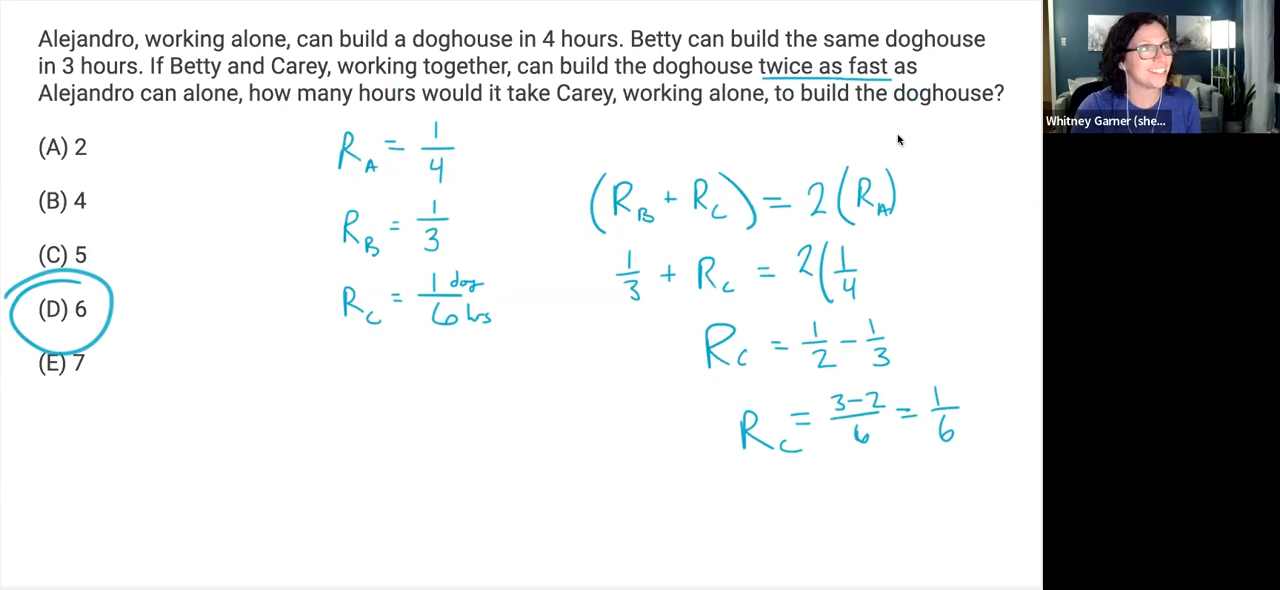 Alejandro, working alone, can build a doghouse in 4 hours. Betty can build the same doghouse
in 3 hours. If Betty and Carey, working together, can build the doghouse twice as fast as
Alejandro can alone, how many hours would it take Carey, working alone, to build the doghouse?
(A) 2
(B) 4
(C) 5
(D) 6
(E) 7
R_A = 1/4
R_B = 1/3
R_C = 1 dog/6 hrs
(R_B + R_C) = 2(R_A)
1/3 + R_C = 2(1/4
R_C = 1/2 - 1/3
R_C = 3-2/6 = 1/6
Whitney Garner (she...